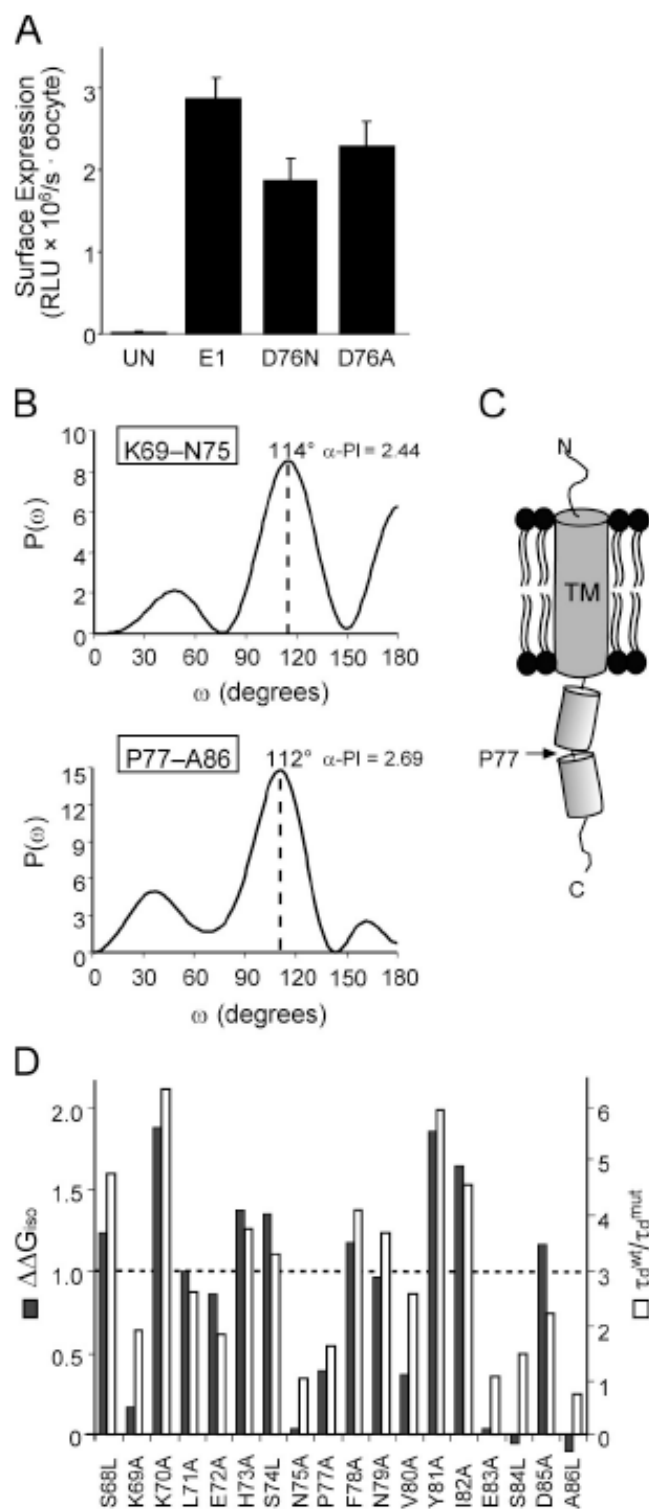 A
Surface Expression
(RLU × 10⁶/s · oocyte)
3
2
1
0
UN E1 D76N D76A
B
K69–N75
114° α-PI = 2.44
P(ω)
10
8
6
4
2
0
0 30 60 90 120 150 180
ω (degrees)
P77–A86
112° α-PI = 2.69
P(ω)
15
12
9
6
3
0
0 30 60 90 120 150 180
ω (degrees)
C
N
TM
P77
C
D
ΔΔGiso
2.0
1.5
1.0
0.5
0
6
5
4
3
2
1
0
τd^wt/τd^mut
S68L
K69A
K70A
L71A
E72A
H73A
S74L
N75A
P77A
F78A
N79A
V80A
Y81A
I82A
E83A
S84L
D85A
A86L